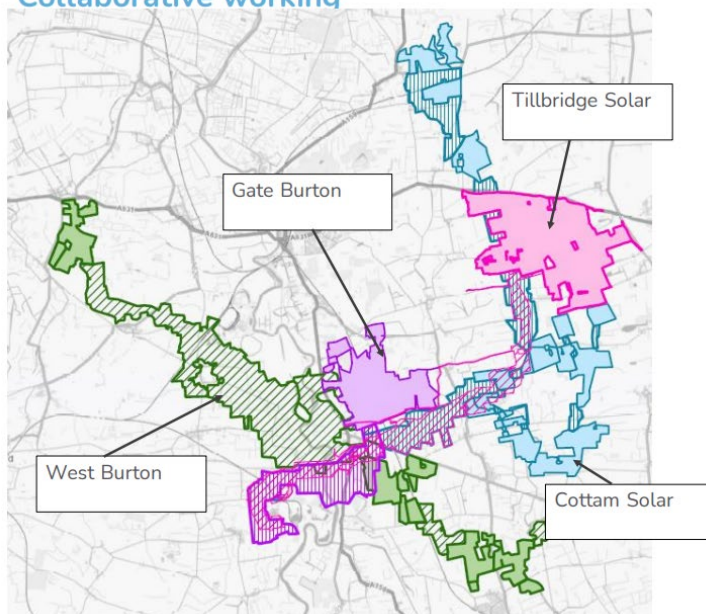 Collaborative working
Tillbridge Solar
Gate Burton
West Burton
Cottam Solar